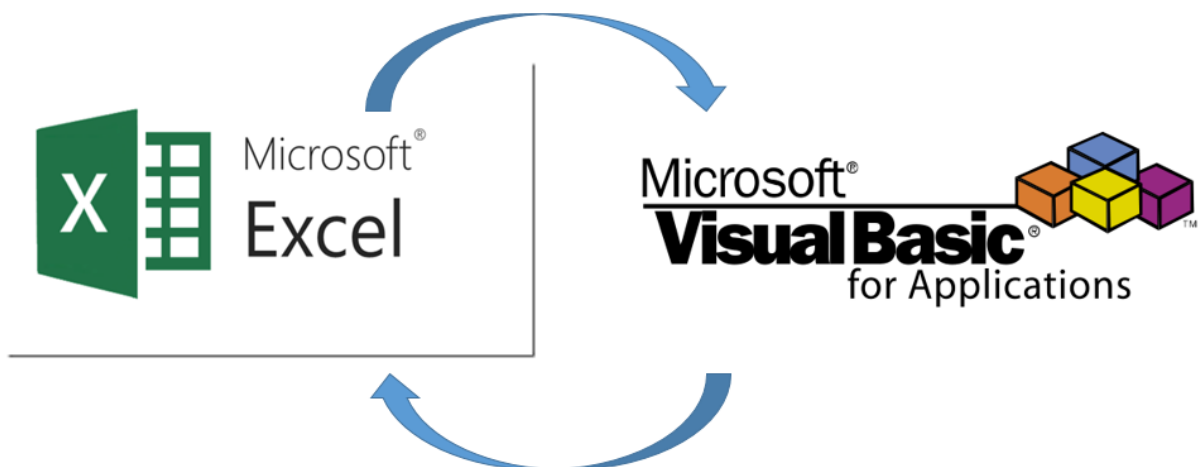 X
Microsoft®
Excel
Microsoft®
Visual Basic®
for Applications
TM